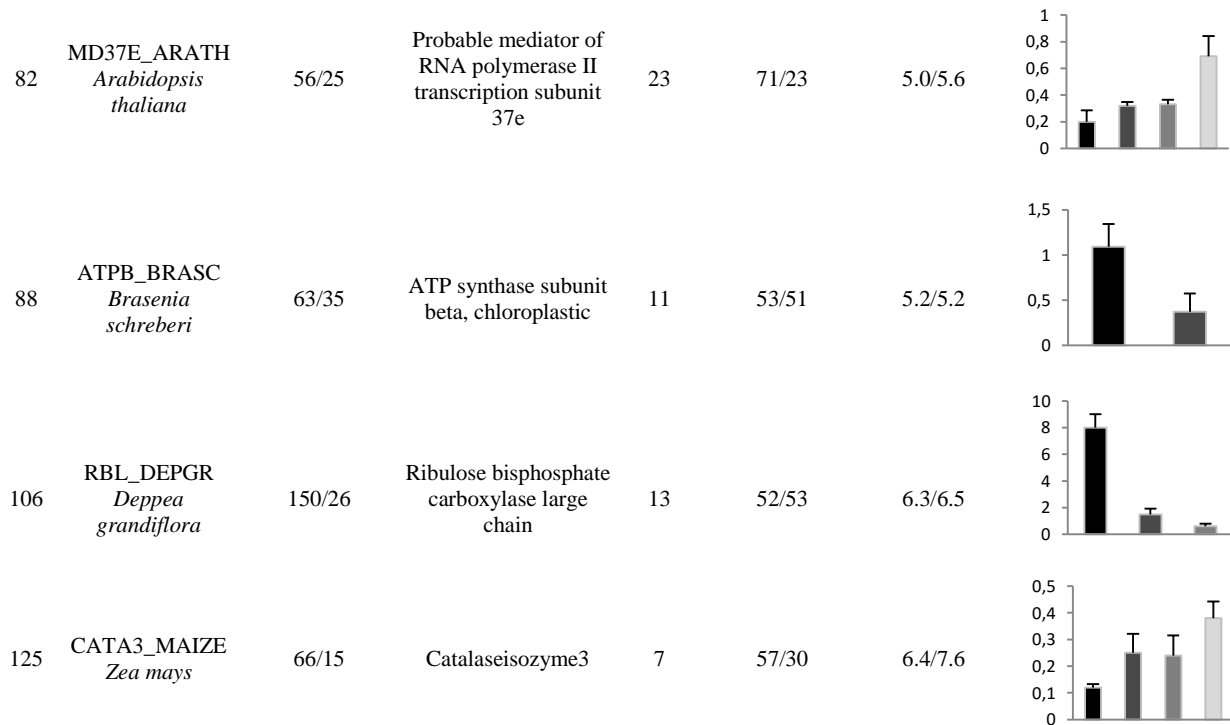 82
MD37E_ARATH
Arabidopsis
thaliana
56/25
Probable mediator of
RNA polymerase II
transcription subunit
37e
23
71/23
5.0/5.6
1
0,8
0,6
0,4
0,2
0
88
ATPB_BRASC
Brasenia
schreberi
63/35
ATP synthase subunit
beta, chloroplastic
11
53/51
5.2/5.2
1,5
1
0,5
0
106
RBL_DEPGR
Deppea
grandiflora
150/26
Ribulose bisphosphate
carboxylase large
chain
13
52/53
6.3/6.5
10
8
6
4
2
0
125
CATA3_MAIZE
Zea mays
66/15
Catalaseisozyme3
7
57/30
6.4/7.6
0,5
0,4
0,3
0,2
0,1
0